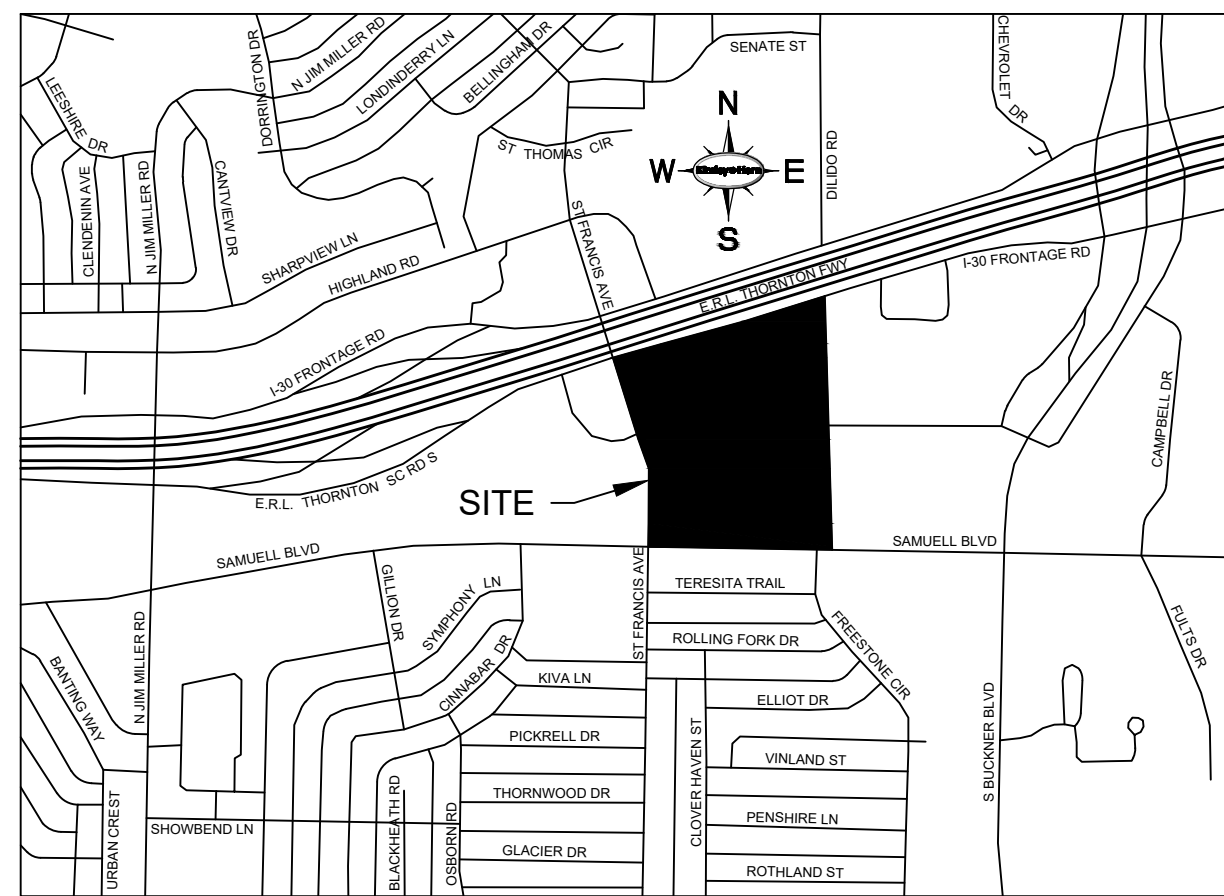 SENATE ST
CHEVROLET DR
N JIM MILLER RD
DORRINGTON DR
LONDINDERRY LN
BELLINGHAM DR
LEESHIRE DR
ST THOMAS CIR
N
W
E
S
Kimley»Horn
DILIDO RD
CLENDENIN AVE
N JIM MILLER RD
CANTVIEW DR
SHARPVIEW LN
HIGHLAND RD
ST FRANCIS AVE
E.R.L. THORNTON FWY
I-30 FRONTAGE RD
I-30 FRONTAGE RD
CAMPBELL DR
E.R.L. THORNTON SC RD S
SITE
SAMUELL BLVD
SAMUELL BLVD
GILLION DR
SYMPHONY LN
ST FRANCIS AVE
TERESITA TRAIL
FREESTONE CIR
FULTS DR
N JIM MILLER RD
BANTING WAY
CINNABAR DR
ROLLING FORK DR
KIVA LN
ELLIOT DR
S BUCKNER BLVD
PICKRELL DR
CLOVER HAVEN ST
VINLAND ST
URBAN CREST
SHOWBEND LN
BLACKHEATH RD
OSBORN RD
THORNWOOD DR
PENSHIRE LN
GLACIER DR
ROTHLAND ST